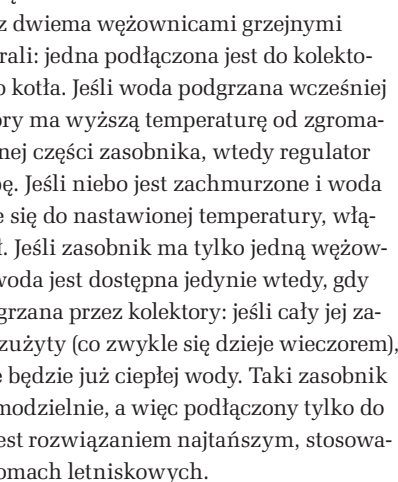 z dwiema wężownicami grzejnymi
rali: jedna podłączona jest do kolekto-
o kotła. Jeśli woda podgrzana wcześniej
ory ma wyższą temperaturę od zgroma-
nej części zasobnika, wtedy regulator
pę. Jeśli niebo jest zachmurzone i woda
e się do nastawionej temperatury, włą-
ł. Jeśli zasobnik ma tylko jedną wężow-
woda jest dostępna jedynie wtedy, gdy
grzana przez kolektory: jeśli cały jej za-
zużyty (co zwykle się dzieje wieczorem),
e będzie już ciepłej wody. Taki zasobnik
modzielnie, a więc podłączony tylko do
est rozwiązaniem najtańszym, stosowa-
omach letniskowych.